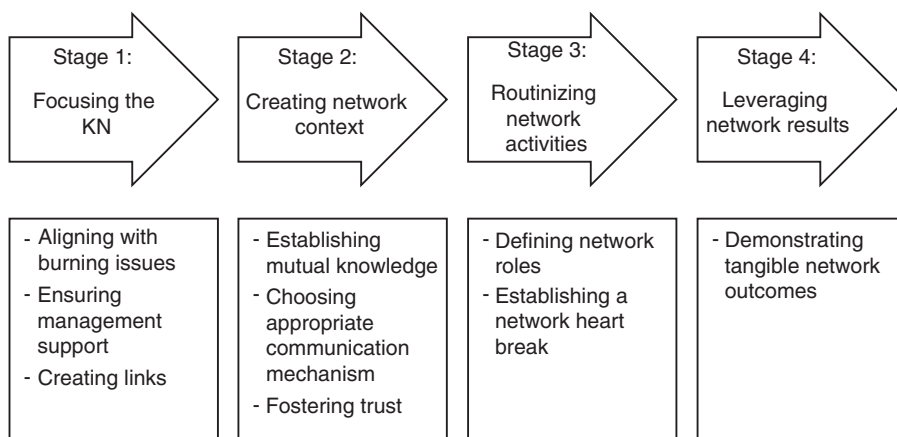 Stage 1:
Focusing the
KN
Stage 2:
Creating network
context
Stage 3:
Routinizing
network
activities
Stage 4:
Leveraging
network results
- Aligning with
burning issues
- Ensuring
management
support
- Creating links
- Establishing
mutual knowledge
- Choosing
appropriate
communication
mechanism
- Fostering trust
- Defining network
roles
- Establishing a
network heart
break
- Demonstrating
tangible network
outcomes